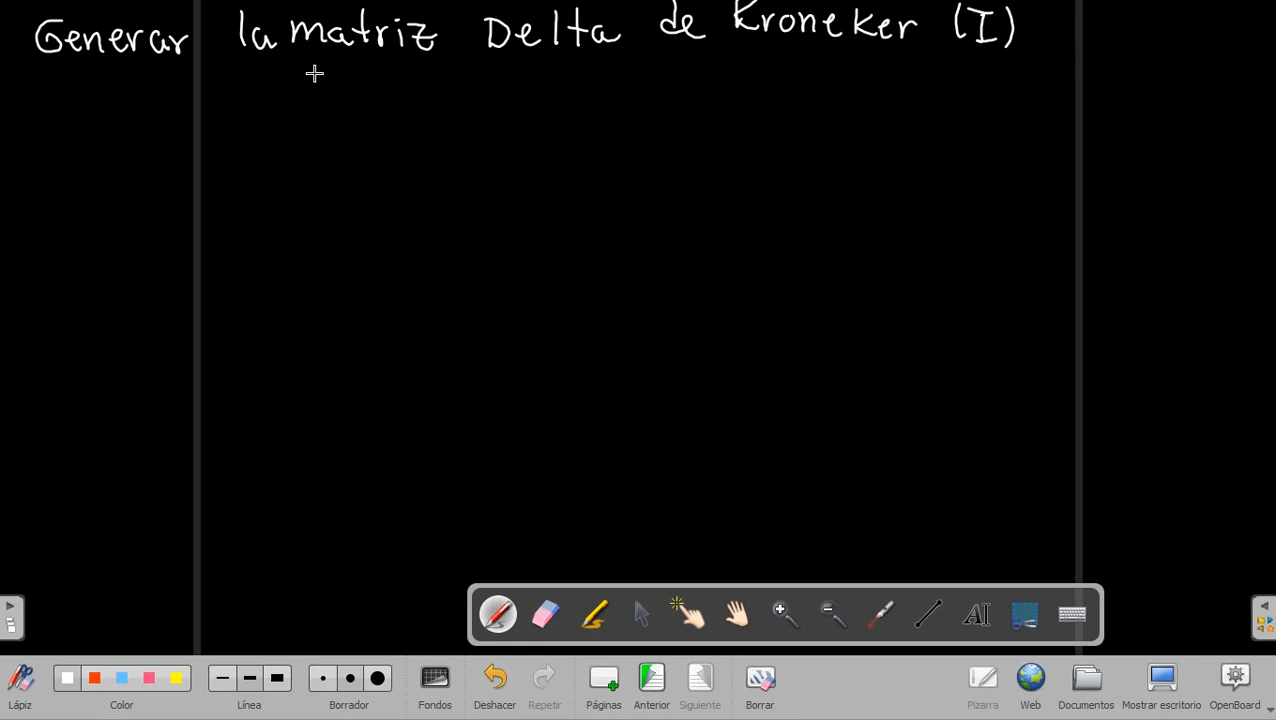 Generar la matriz Delta de Kroneker (I)
AI
Lápiz Color Línea Borrador Fondos Deshacer Repetir Páginas Anterior Siguiente Borrar Pizarra Web Documentos Mostrar escritorio OpenBoard